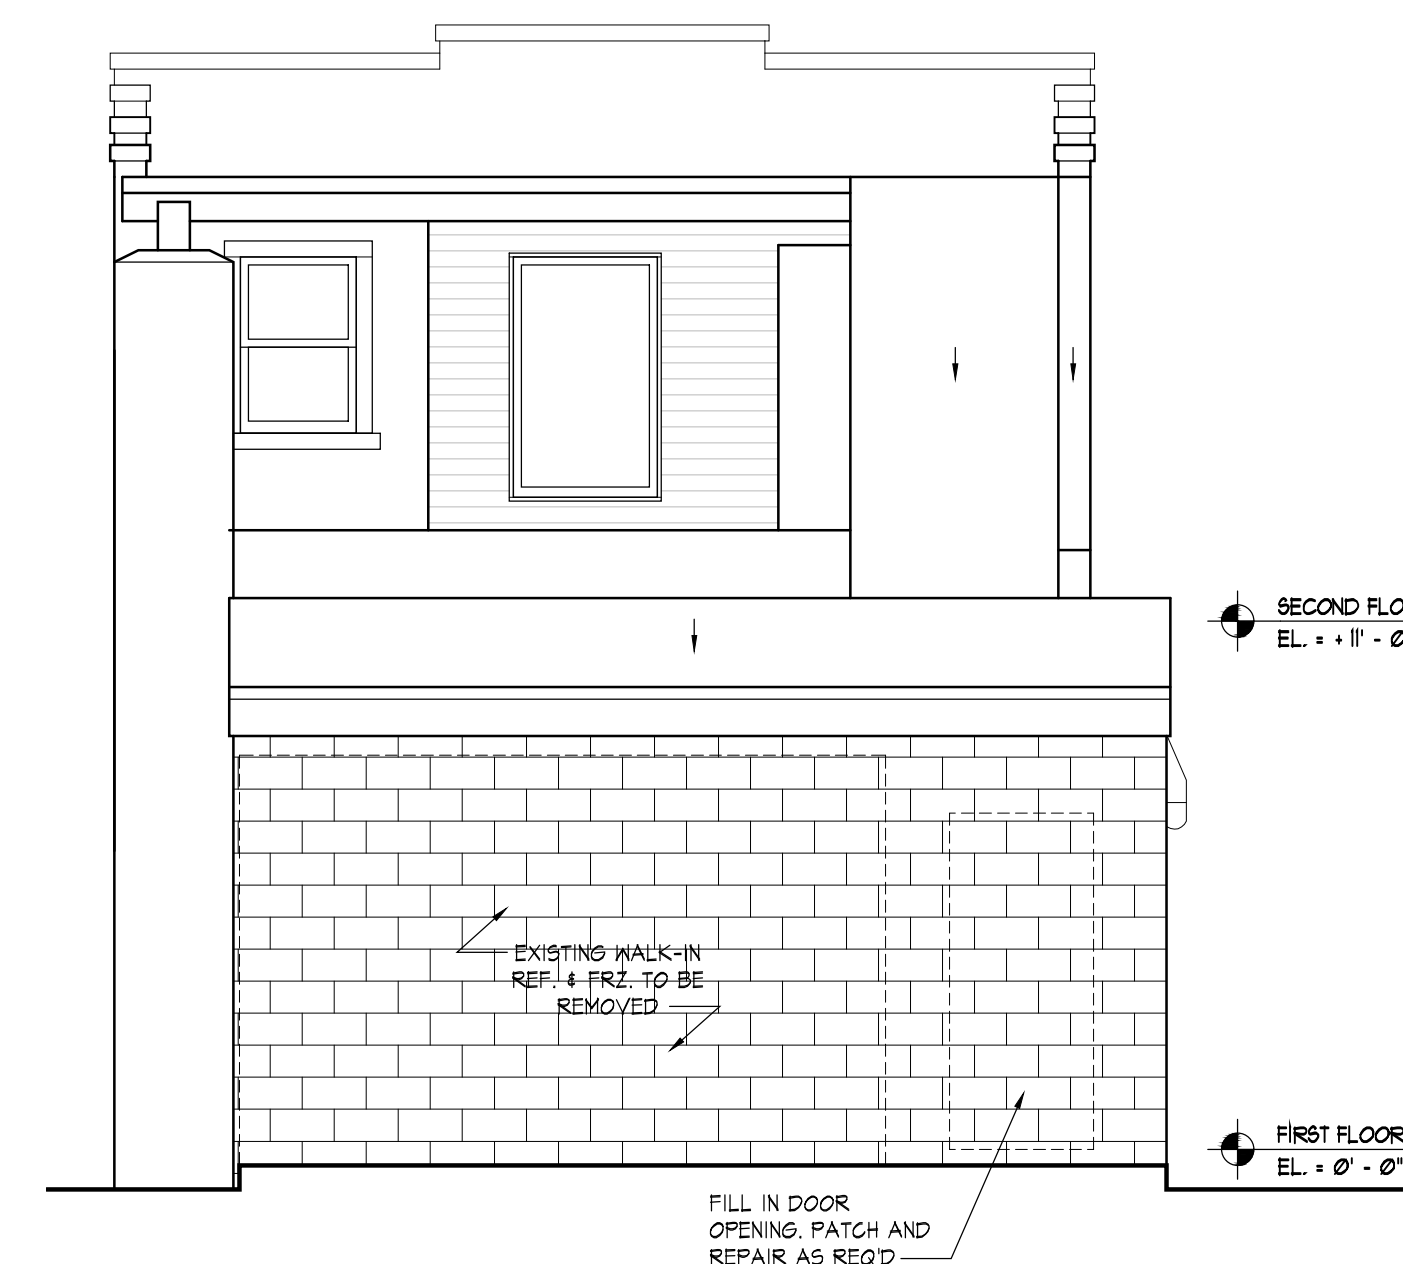 SECOND FLO
EL. = +11' - 0
EXISTING WALK-IN
REF. & FRZ. TO BE
REMOVED
FIRST FLOOR
EL. = 0' - 0"
FILL IN DOOR
OPENING. PATCH AND
REPAIR AS REQ'D